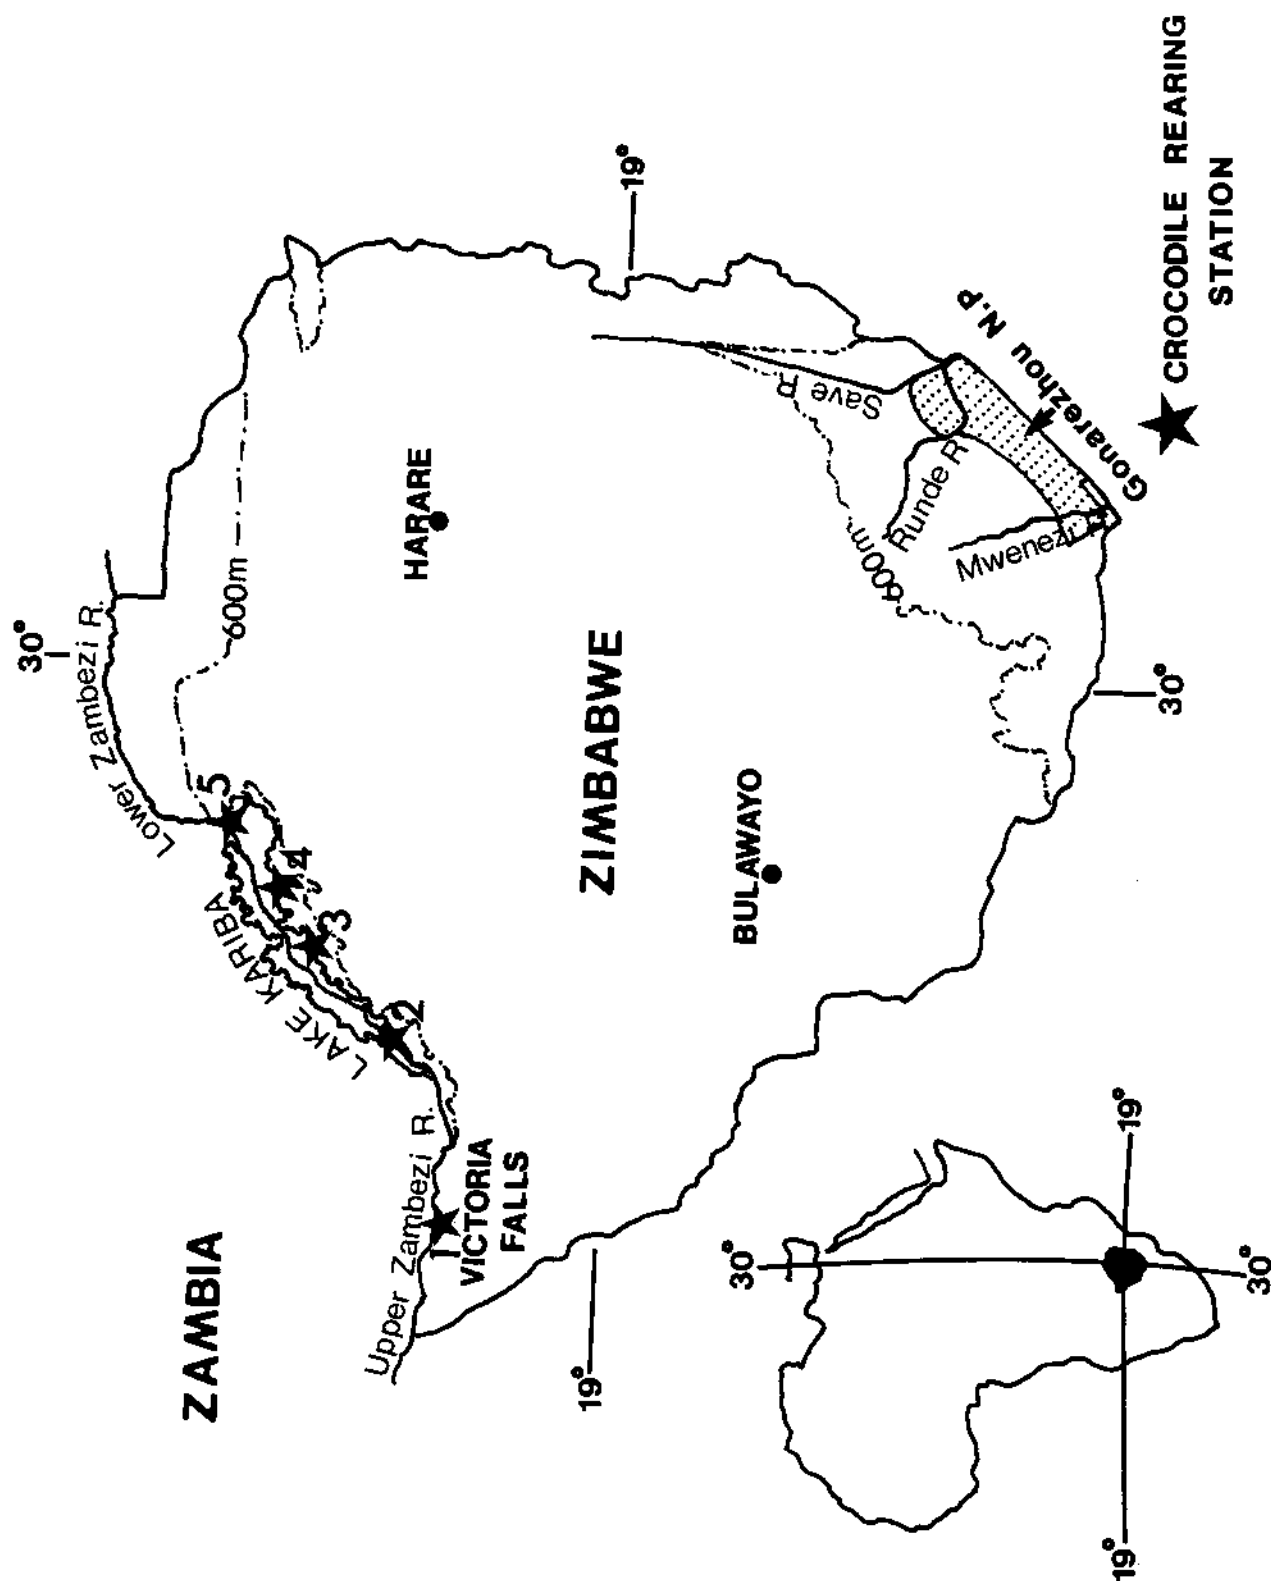 30°
Lower Zambezi R.
600m
5
4
3
2
LAKE KARIBA
ZAMBIA
Upper Zambezi R.
1
VICTORIA
FALLS
HARARE
ZIMBABWE
BULAWAYO
19°
19°
Save R
Runde R
Mwenezi
600m
Gonarezhou N.P
30°
CROCODILE REARING
STATION
30°
19°
19°
30°